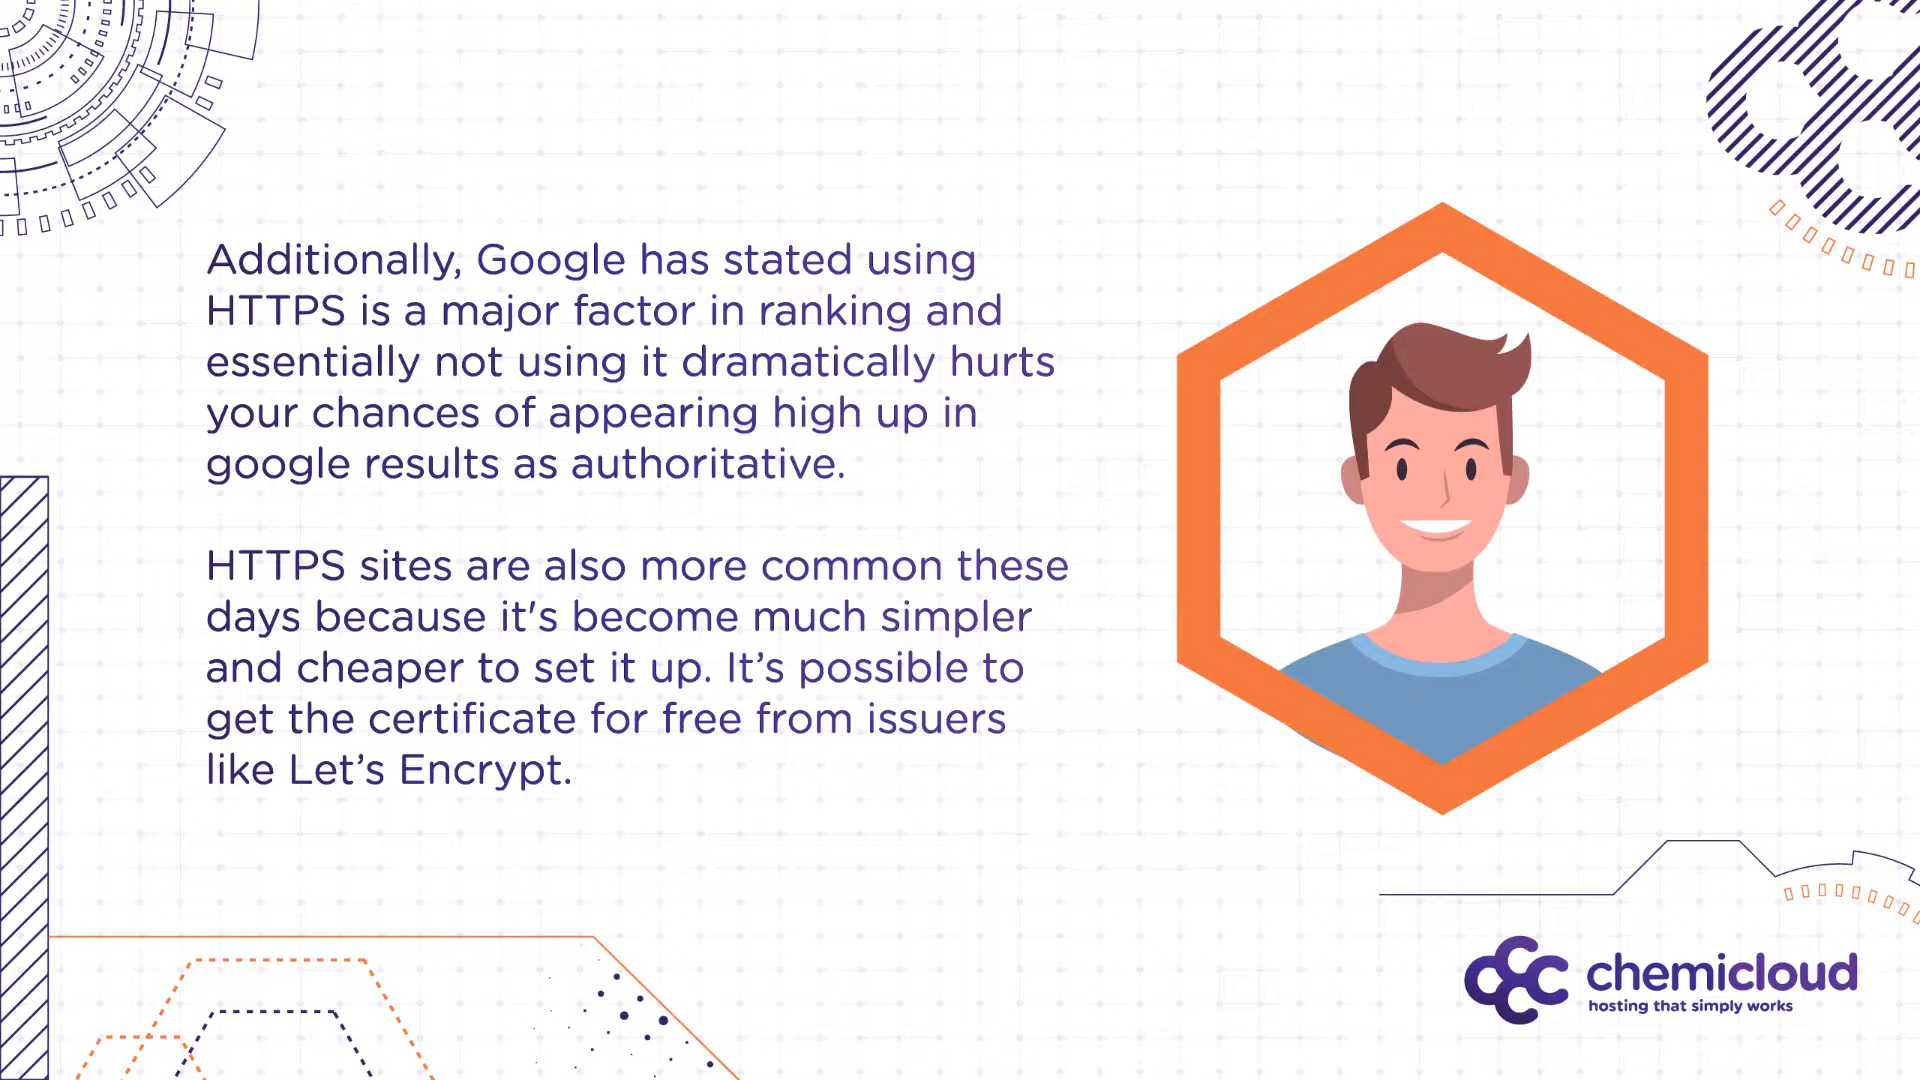 Additionally, Google has stated using
HTTPS is a major factor in ranking and
essentially not using it dramatically hurts
your chances of appearing high up in
google results as authoritative.
HTTPS sites are also more common these
days because it's become much simpler
and cheaper to set it up. It’s possible to
get the certificate for free from issuers
like Let’s Encrypt.
chemicloud
hosting that simply works